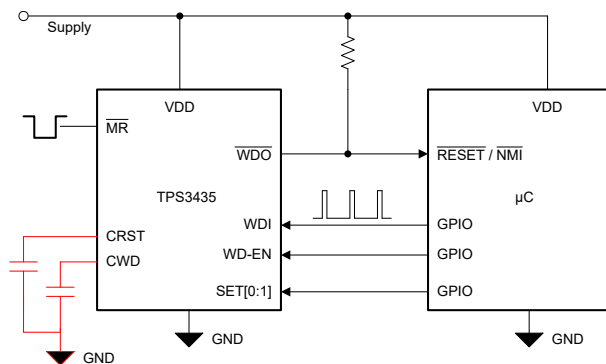 Supply
VDD
VDD
MR
WDO
RESET / NMI
TPS3435
µC
WDI
GPIO
CRST
CWD
WD-EN
GPIO
SET[0:1]
GPIO
GND
GND
GND